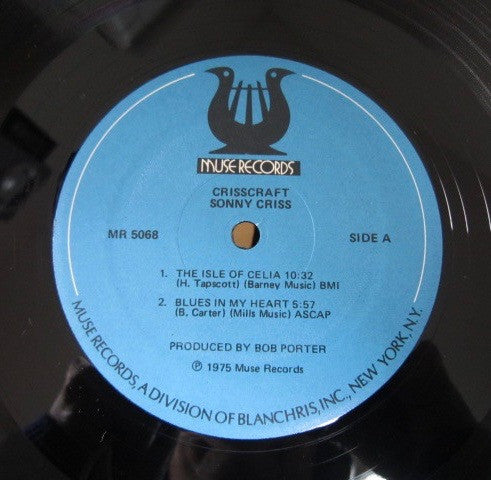 MUSE RECORDS
CRISSCRAFT
SONNY CRISS
MR 5068
SIDE A
1. THE ISLE OF CELIA 10:32
(H. Tapscott) (Barney Music) BMI
2. BLUES IN MY HEART 5:57
(B. Carter) (Mills Music) ASCAP
PRODUCED BY BOB PORTER
℗ 1975 Muse Records
MUSE RECORDS, A DIVISION OF BLANCHRIS, INC., NEW YORK, N.Y.